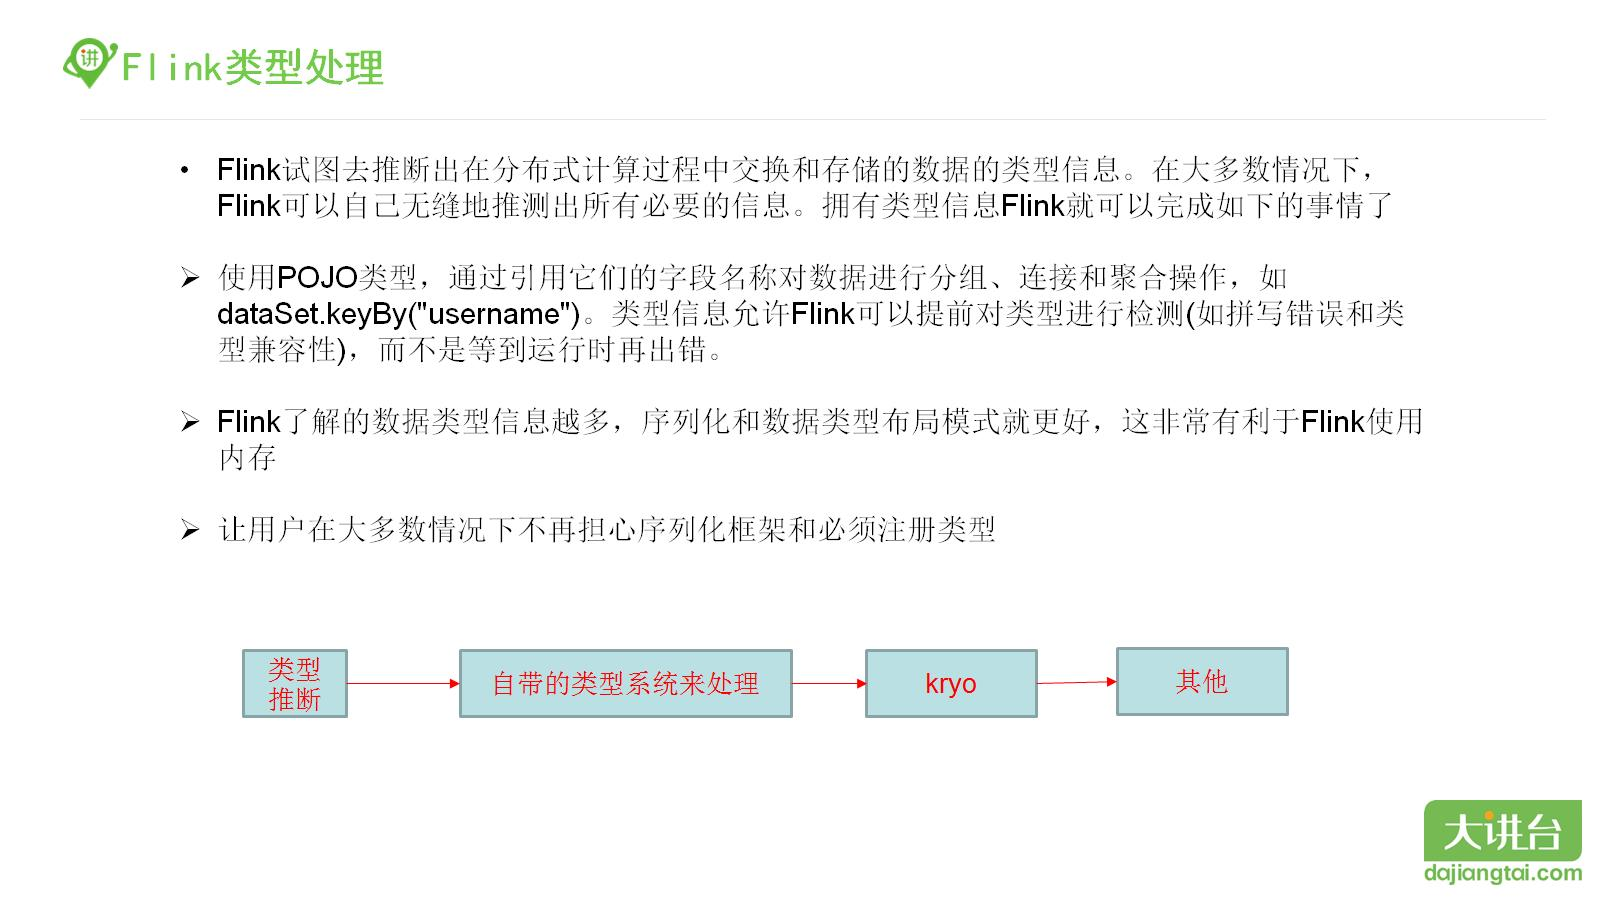 讲
Flink类型处理
• Flink试图去推断出在分布式计算过程中交换和存储的数据的类型信息。在大多数情况下，
Flink可以自己无缝地推测出所有必要的信息。拥有类型信息Flink就可以完成如下的事情了
➢ 使用POJO类型，通过引用它们的字段名称对数据进行分组、连接和聚合操作，如
dataSet.keyBy("username")。类型信息允许Flink可以提前对类型进行检测(如拼写错误和类
型兼容性)，而不是等到运行时再出错。
➢ Flink了解的数据类型信息越多，序列化和数据类型布局模式就更好，这非常有利于Flink使用
内存
➢ 让用户在大多数情况下不再担心序列化框架和必须注册类型
类型
推断
自带的类型系统来处理
kryo
其他
大讲台
dajiangtai.com